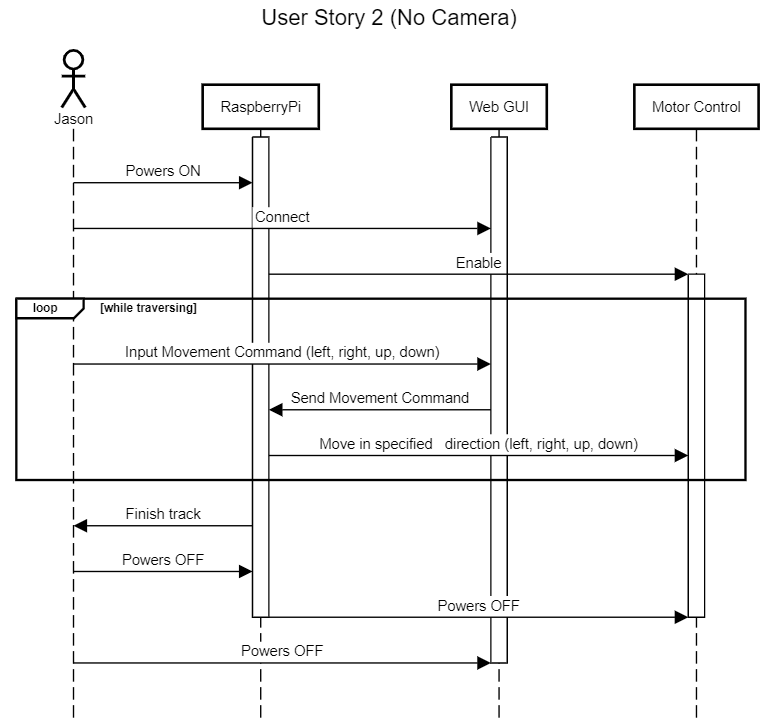 User Story 2 (No Camera)
Jason
RaspberryPi
Web GUI
Motor Control
Powers ON
Connect
Enable
loop
[while traversing]
Input Movement Command (left, right, up, down)
Send Movement Command
Move in specified direction (left, right, up, down)
Finish track
Powers OFF
Powers OFF
Powers OFF